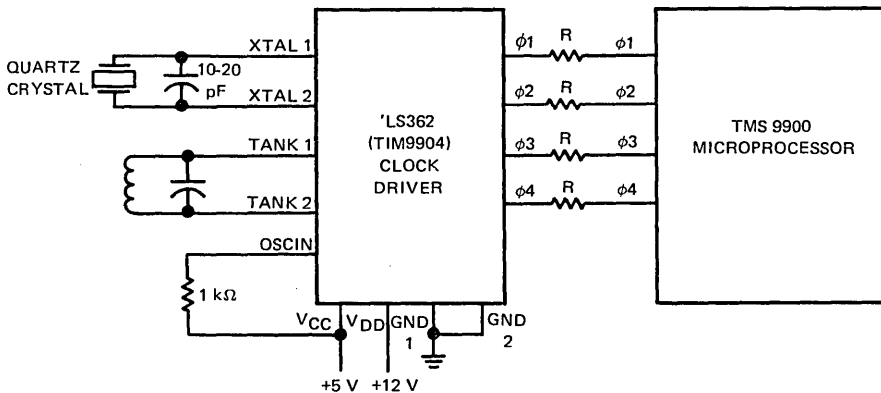 XTAL 1
QUARTZ
CRYSTAL
10-20
pF
XTAL 2
TANK 1
TANK 2
OSCIN
1 kΩ
'LS362
(TIM9904)
CLOCK
DRIVER
VCC
VDD
GND
1
GND
2
+5 V
+12 V
ϕ1
R
ϕ1
ϕ2
R
ϕ2
ϕ3
R
ϕ3
ϕ4
R
ϕ4
TMS 9900
MICROPROCESSOR